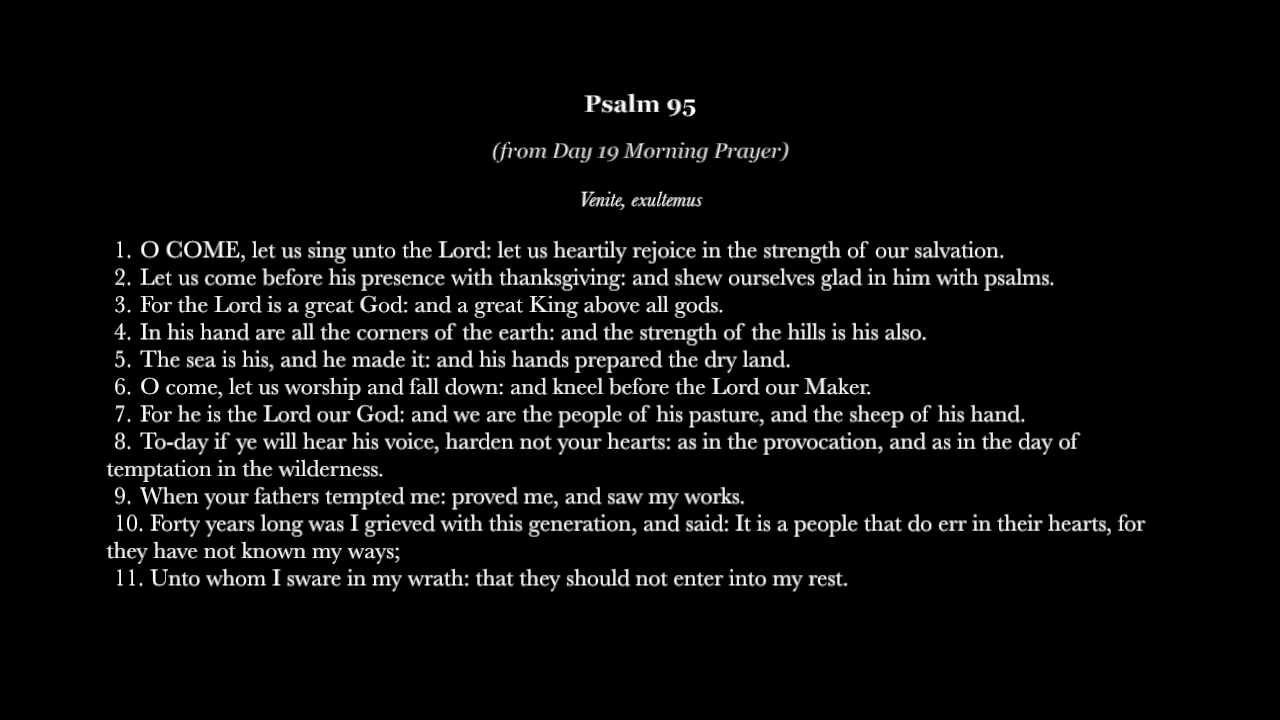 Psalm 95
(from Day 19 Morning Prayer)
Venite, exultemus
1. O COME, let us sing unto the Lord: let us heartily rejoice in the strength of our salvation.
2. Let us come before his presence with thanksgiving: and shew ourselves glad in him with psalms.
3. For the Lord is a great God: and a great King above all gods.
4. In his hand are all the corners of the earth: and the strength of the hills is his also.
5. The sea is his, and he made it: and his hands prepared the dry land.
6. O come, let us worship and fall down: and kneel before the Lord our Maker.
7. For he is the Lord our God: and we are the people of his pasture, and the sheep of his hand.
8. To-day if ye will hear his voice, harden not your hearts: as in the provocation, and as in the day of
temptation in the wilderness.
9. When your fathers tempted me: proved me, and saw my works.
10. Forty years long was I grieved with this generation, and said: It is a people that do err in their hearts, for
they have not known my ways;
11. Unto whom I sware in my wrath: that they should not enter into my rest.